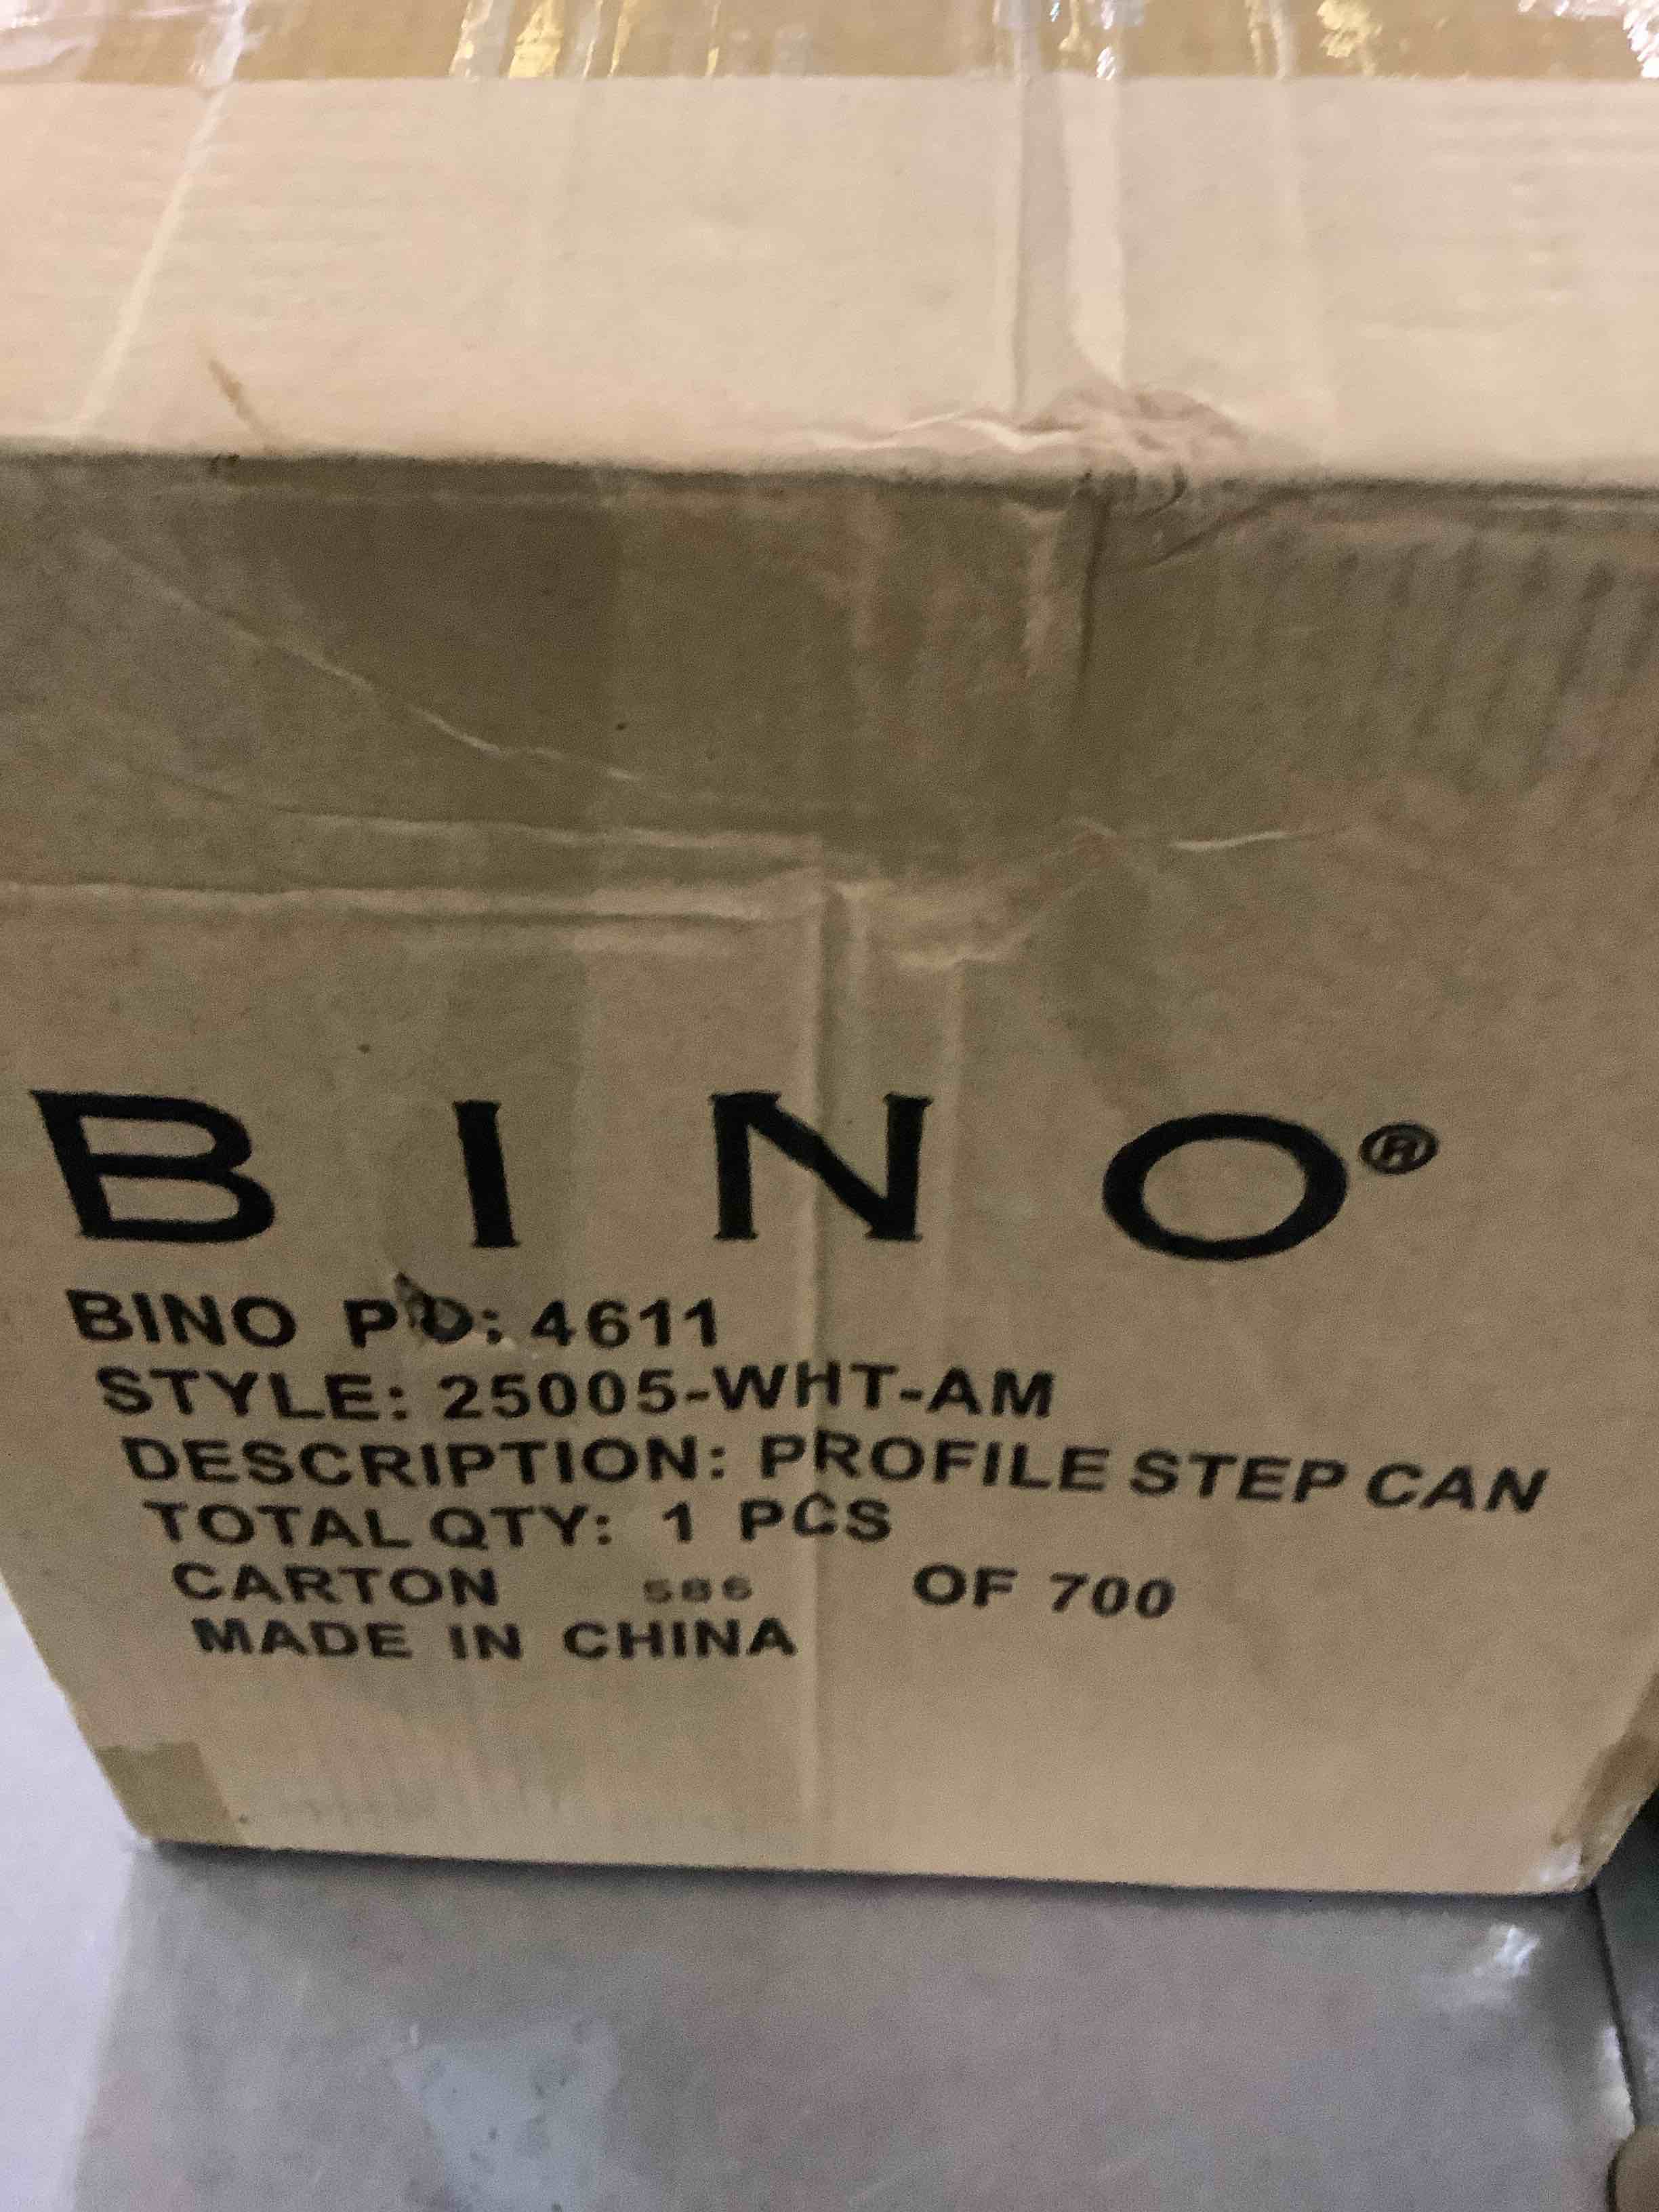 BINO®
BINO PO: 4611
STYLE: 25005-WHT-AM
DESCRIPTION: PROFILE STEP CAN
TOTAL QTY: 1 PCS
CARTON 586 OF 700
MADE IN CHINA